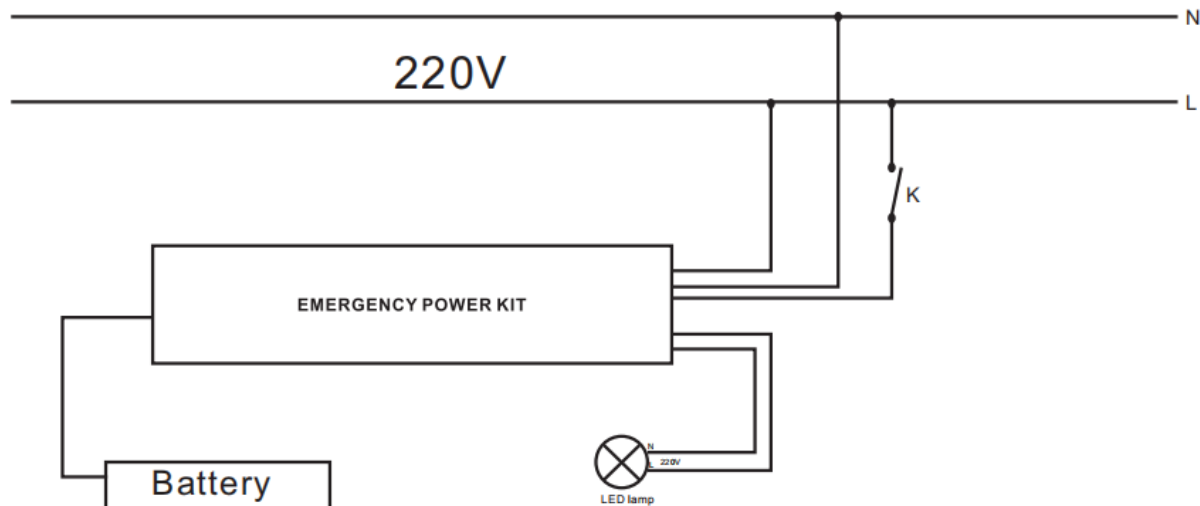 N
220V
L
K
EMERGENCY POWER KIT
N
L 220V
Battery
LED lamp